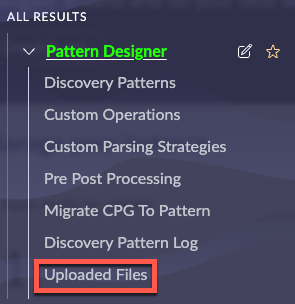 ALL RESULTS
Pattern Designer
Discovery Patterns
Custom Operations
Custom Parsing Strategies
Pre Post Processing
Migrate CPG To Pattern
Discovery Pattern Log
Uploaded Files